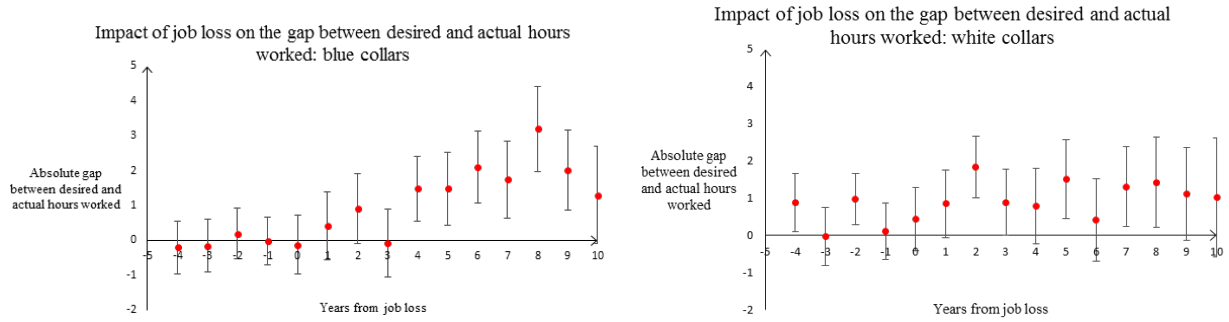 Impact of job loss on the gap between desired and actual hours
worked: blue collars
5
4
3
2
1
0
-1
-2
Absolute gap
between desired and
actual hours worked
-5 -4 -3 -2 -1 0 1 2 3 4 5 6 7 8 9 10
Years from job loss
Impact of job loss on the gap between desired and actual
hours worked: white collars
5
4
3
2
1
0
-1
-2
Absolute gap
between desired
and actual hours
worked
-5 -4 -3 -2 -1 0 1 2 3 4 5 6 7 8 9 10
Years from job loss